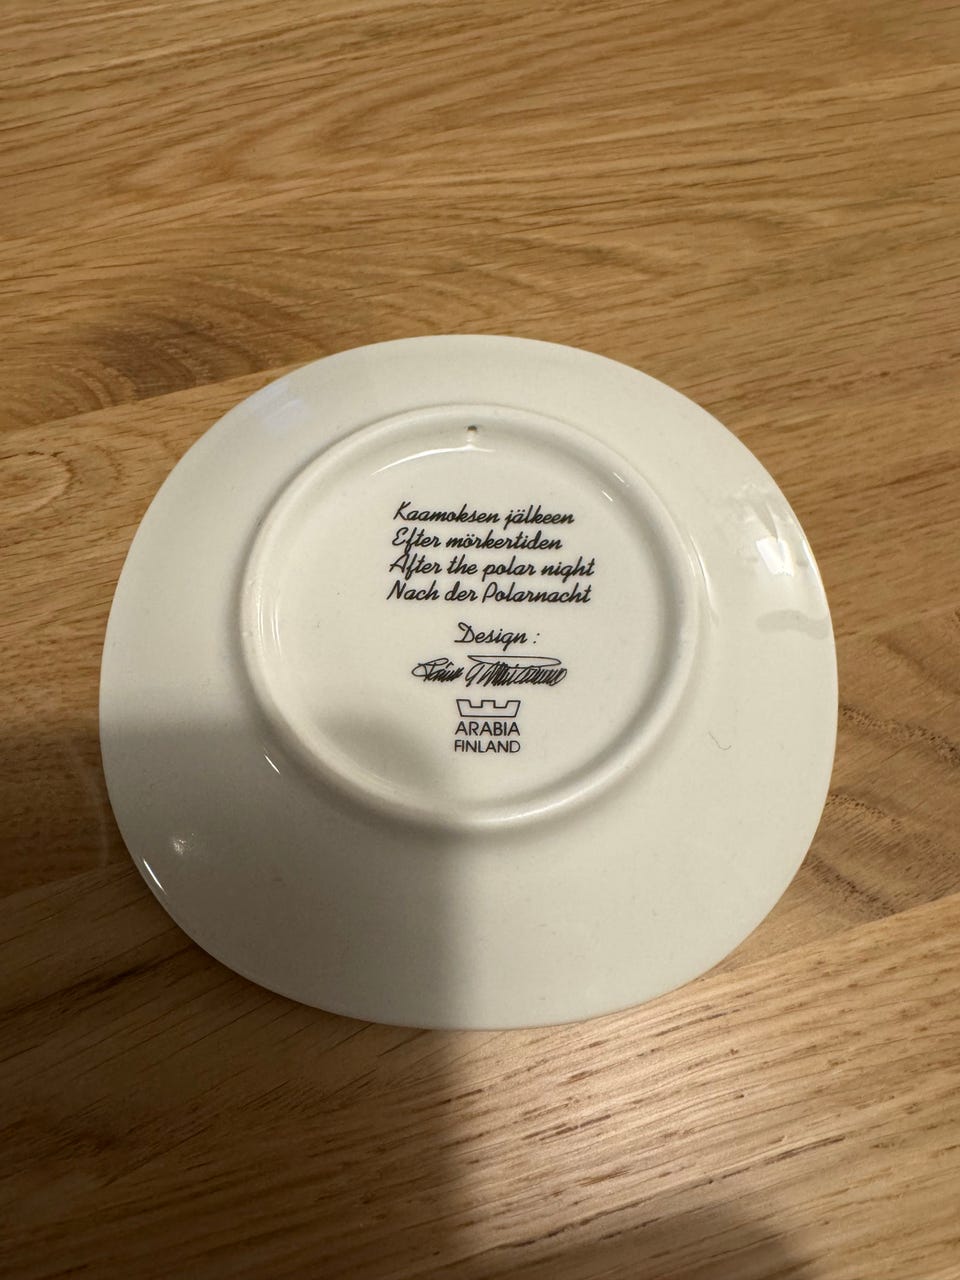 Kaamoksen jälkeen
Efter mörkertiden
After the polar night
Nach der Polarnacht
Design :
ARABIA
FINLAND